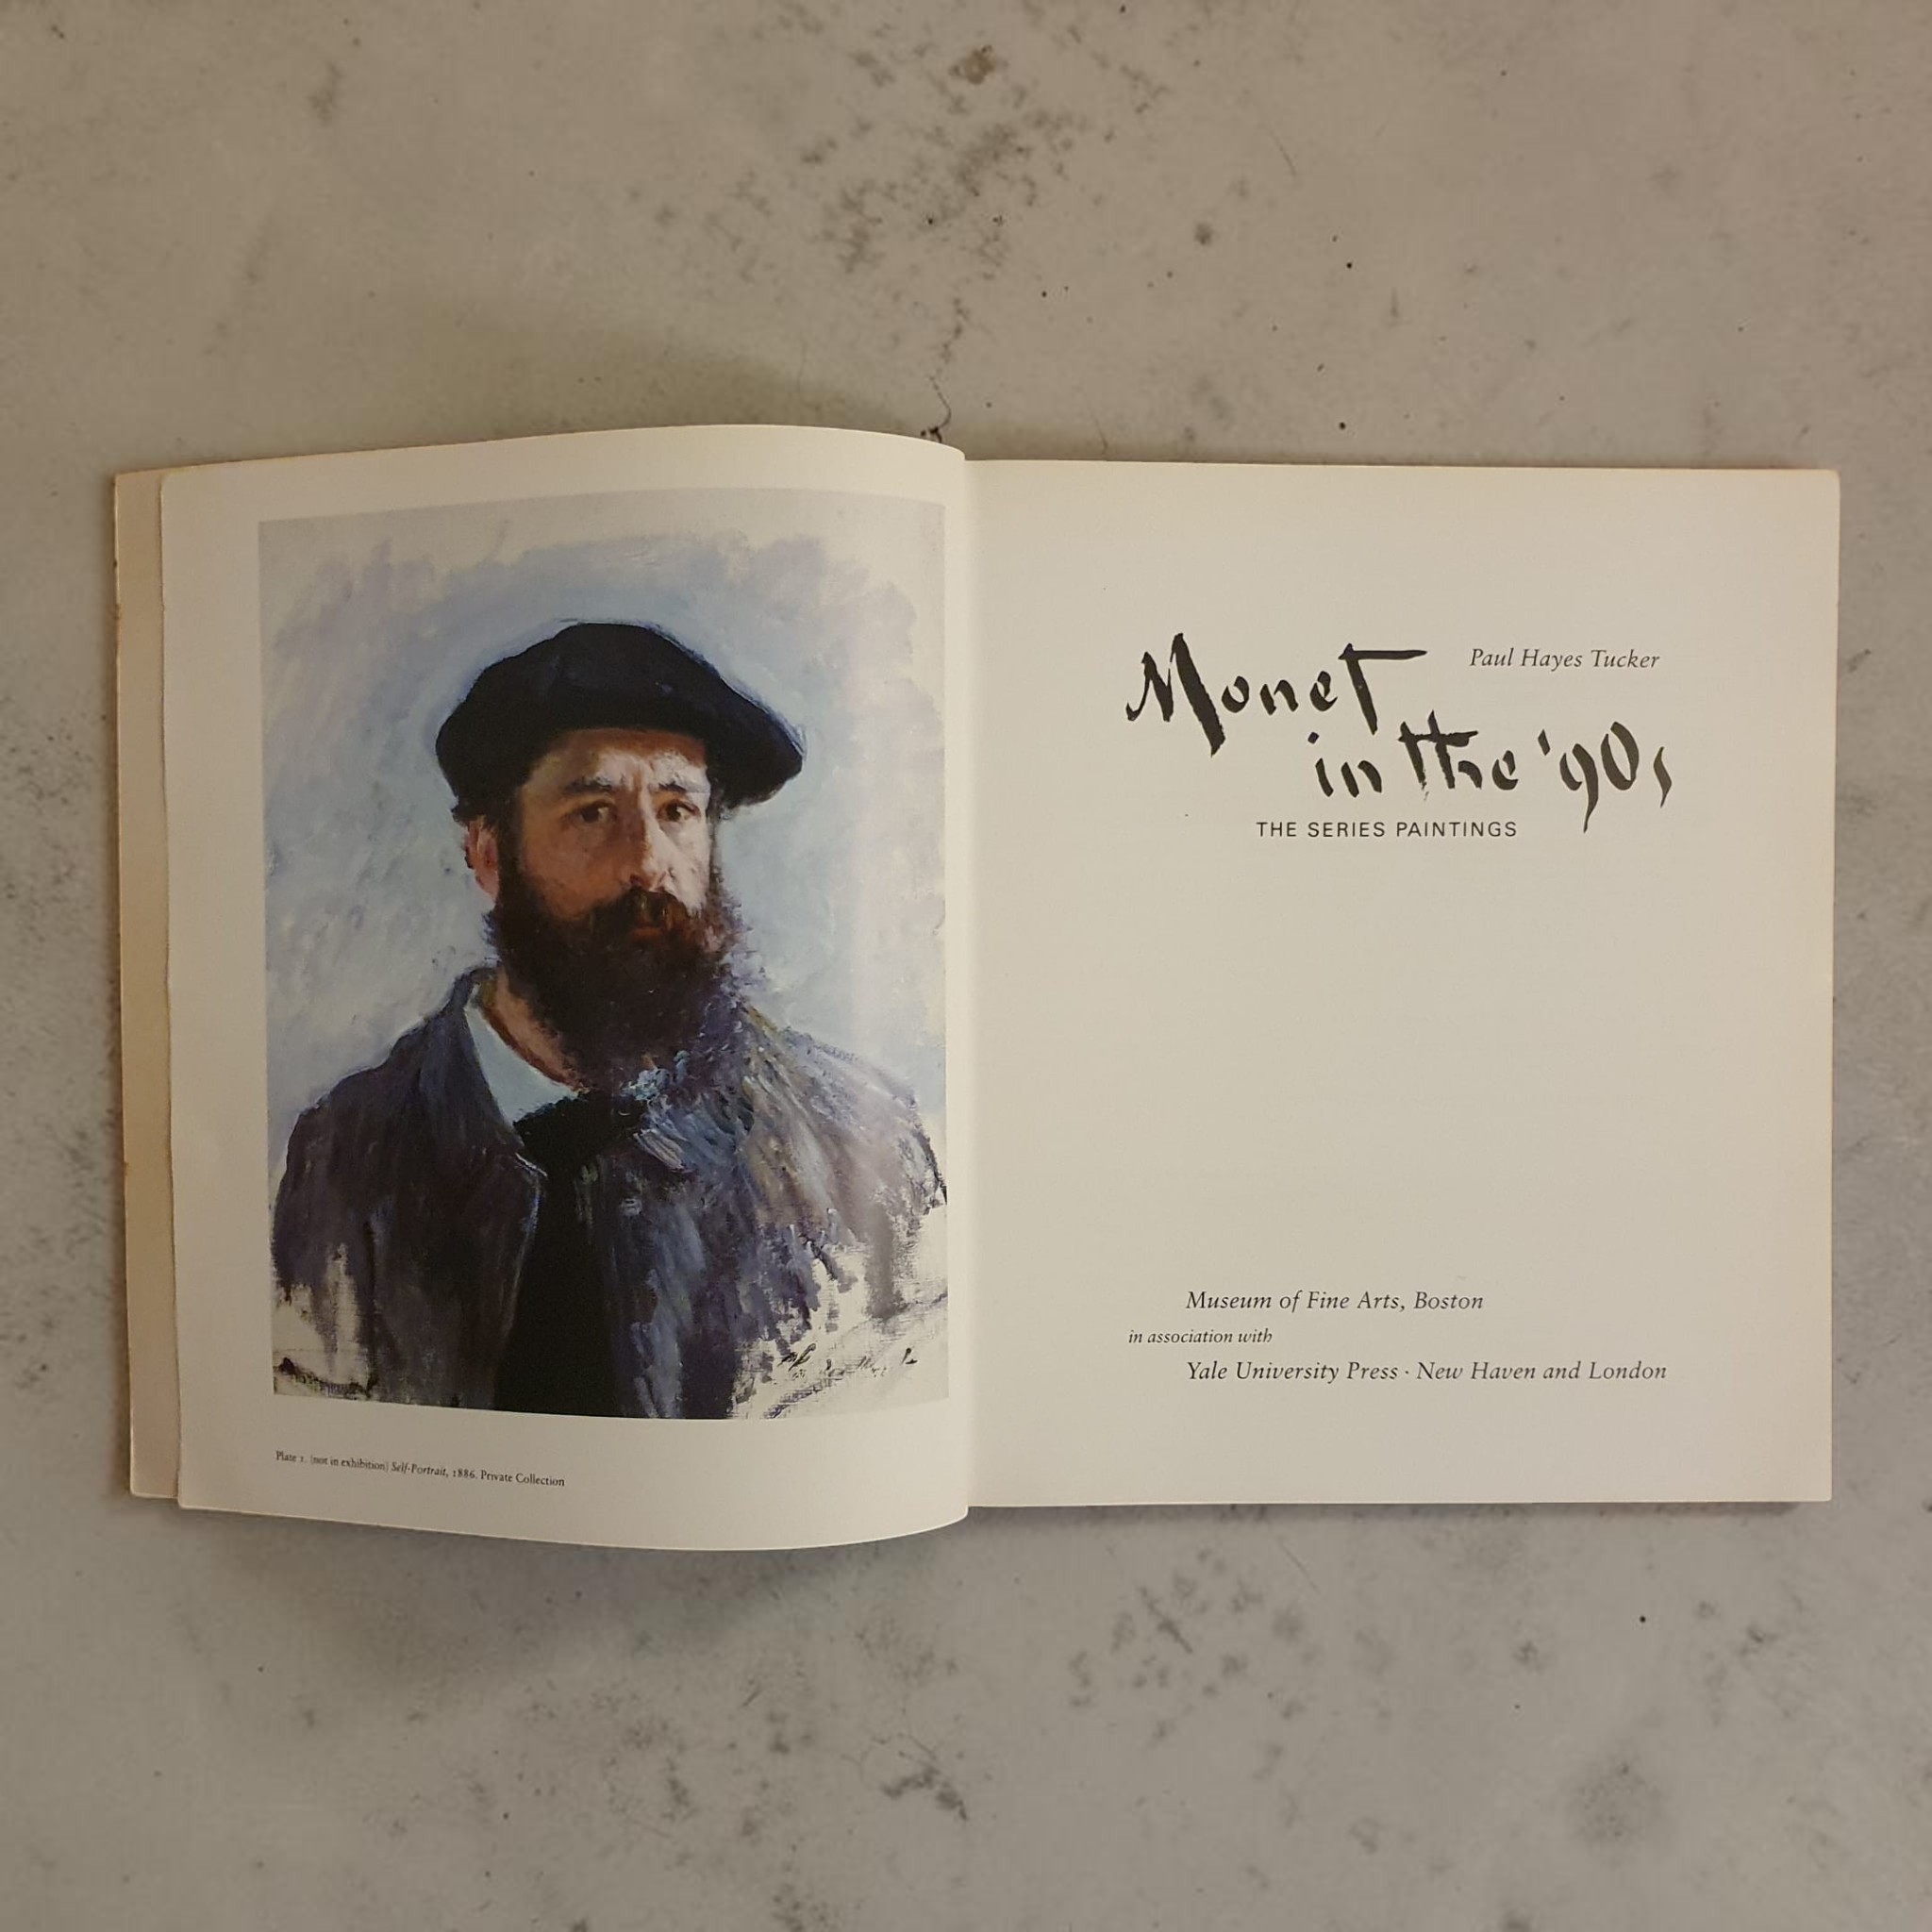 Plate 1. (not in exhibition) Self-Portrait, 1886. Private Collection
Paul Hayes Tucker
Monet
in the '90s
THE SERIES PAINTINGS
Museum of Fine Arts, Boston
in association with
Yale University Press · New Haven and London